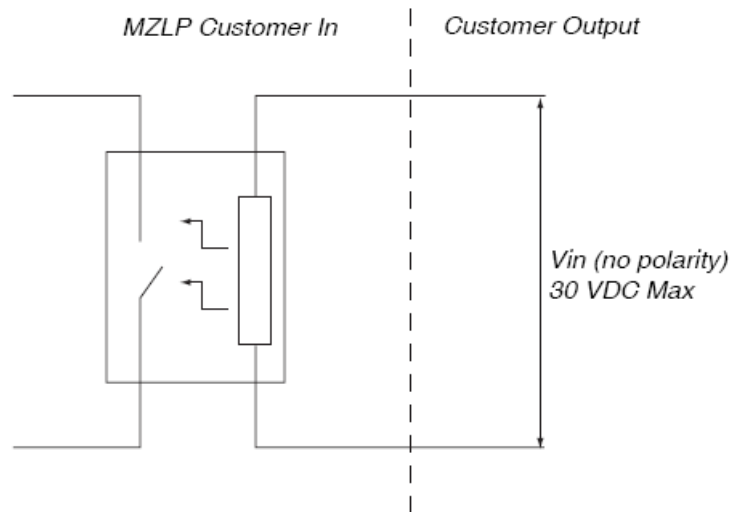 MZLP Customer In
Customer Output
Vin (no polarity)
30 VDC Max